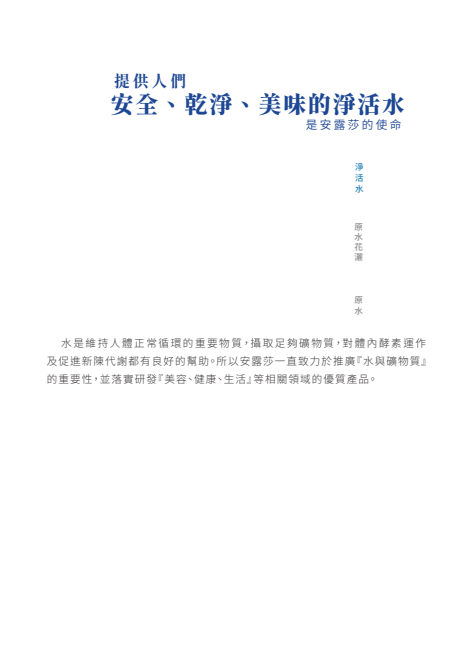 提供人們
安全、乾淨、美味的淨活水
是安露莎的使命
淨活水
原水花灑
原水
水是維持人體正常循環的重要物質，攝取足夠礦物質，對體內酵素運作
及促進新陳代謝都有良好的幫助。所以安露莎一直致力於推廣『水與礦物質』
的重要性，並落實研發『美容、健康、生活』等相關領域的優質產品。